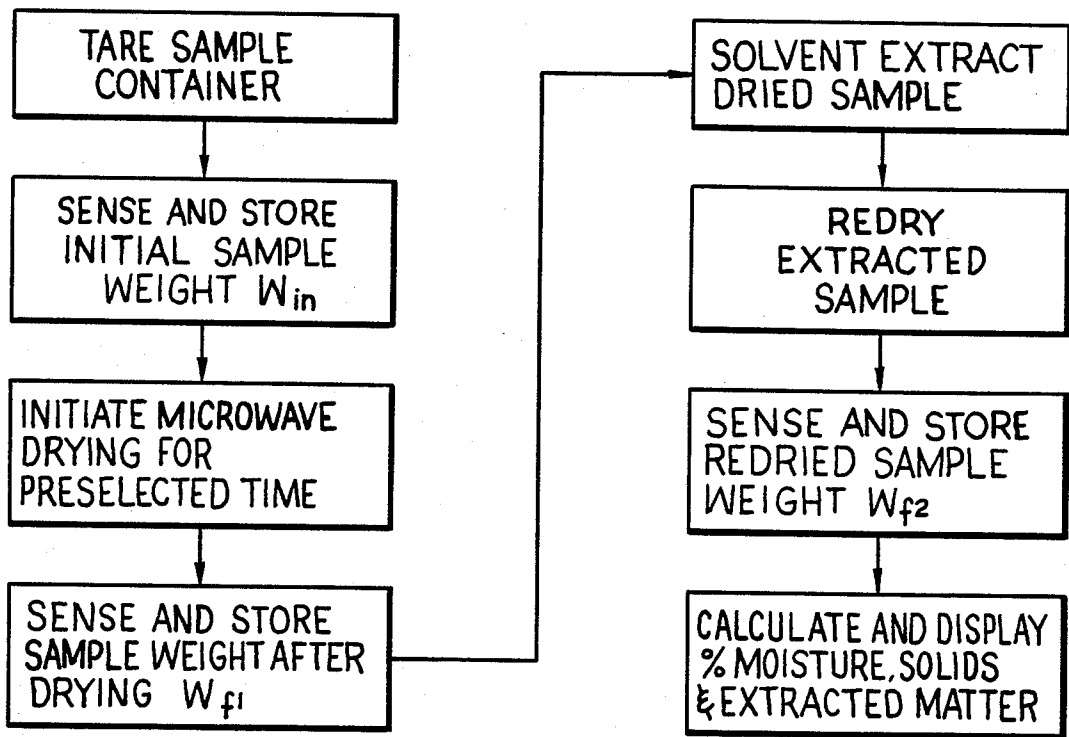 TARE SAMPLE
CONTAINER
SENSE AND STORE
INITIAL SAMPLE
WEIGHT Win
INITIATE MICROWAVE
DRYING FOR
PRESELECTED TIME
SENSE AND STORE
SAMPLE WEIGHT AFTER
DRYING Wf1
SOLVENT EXTRACT
DRIED SAMPLE
REDRY
EXTRACTED
SAMPLE
SENSE AND STORE
REDRIED SAMPLE
WEIGHT Wf2
CALCULATE AND DISPLAY
% MOISTURE, SOLIDS
& EXTRACTED MATTER